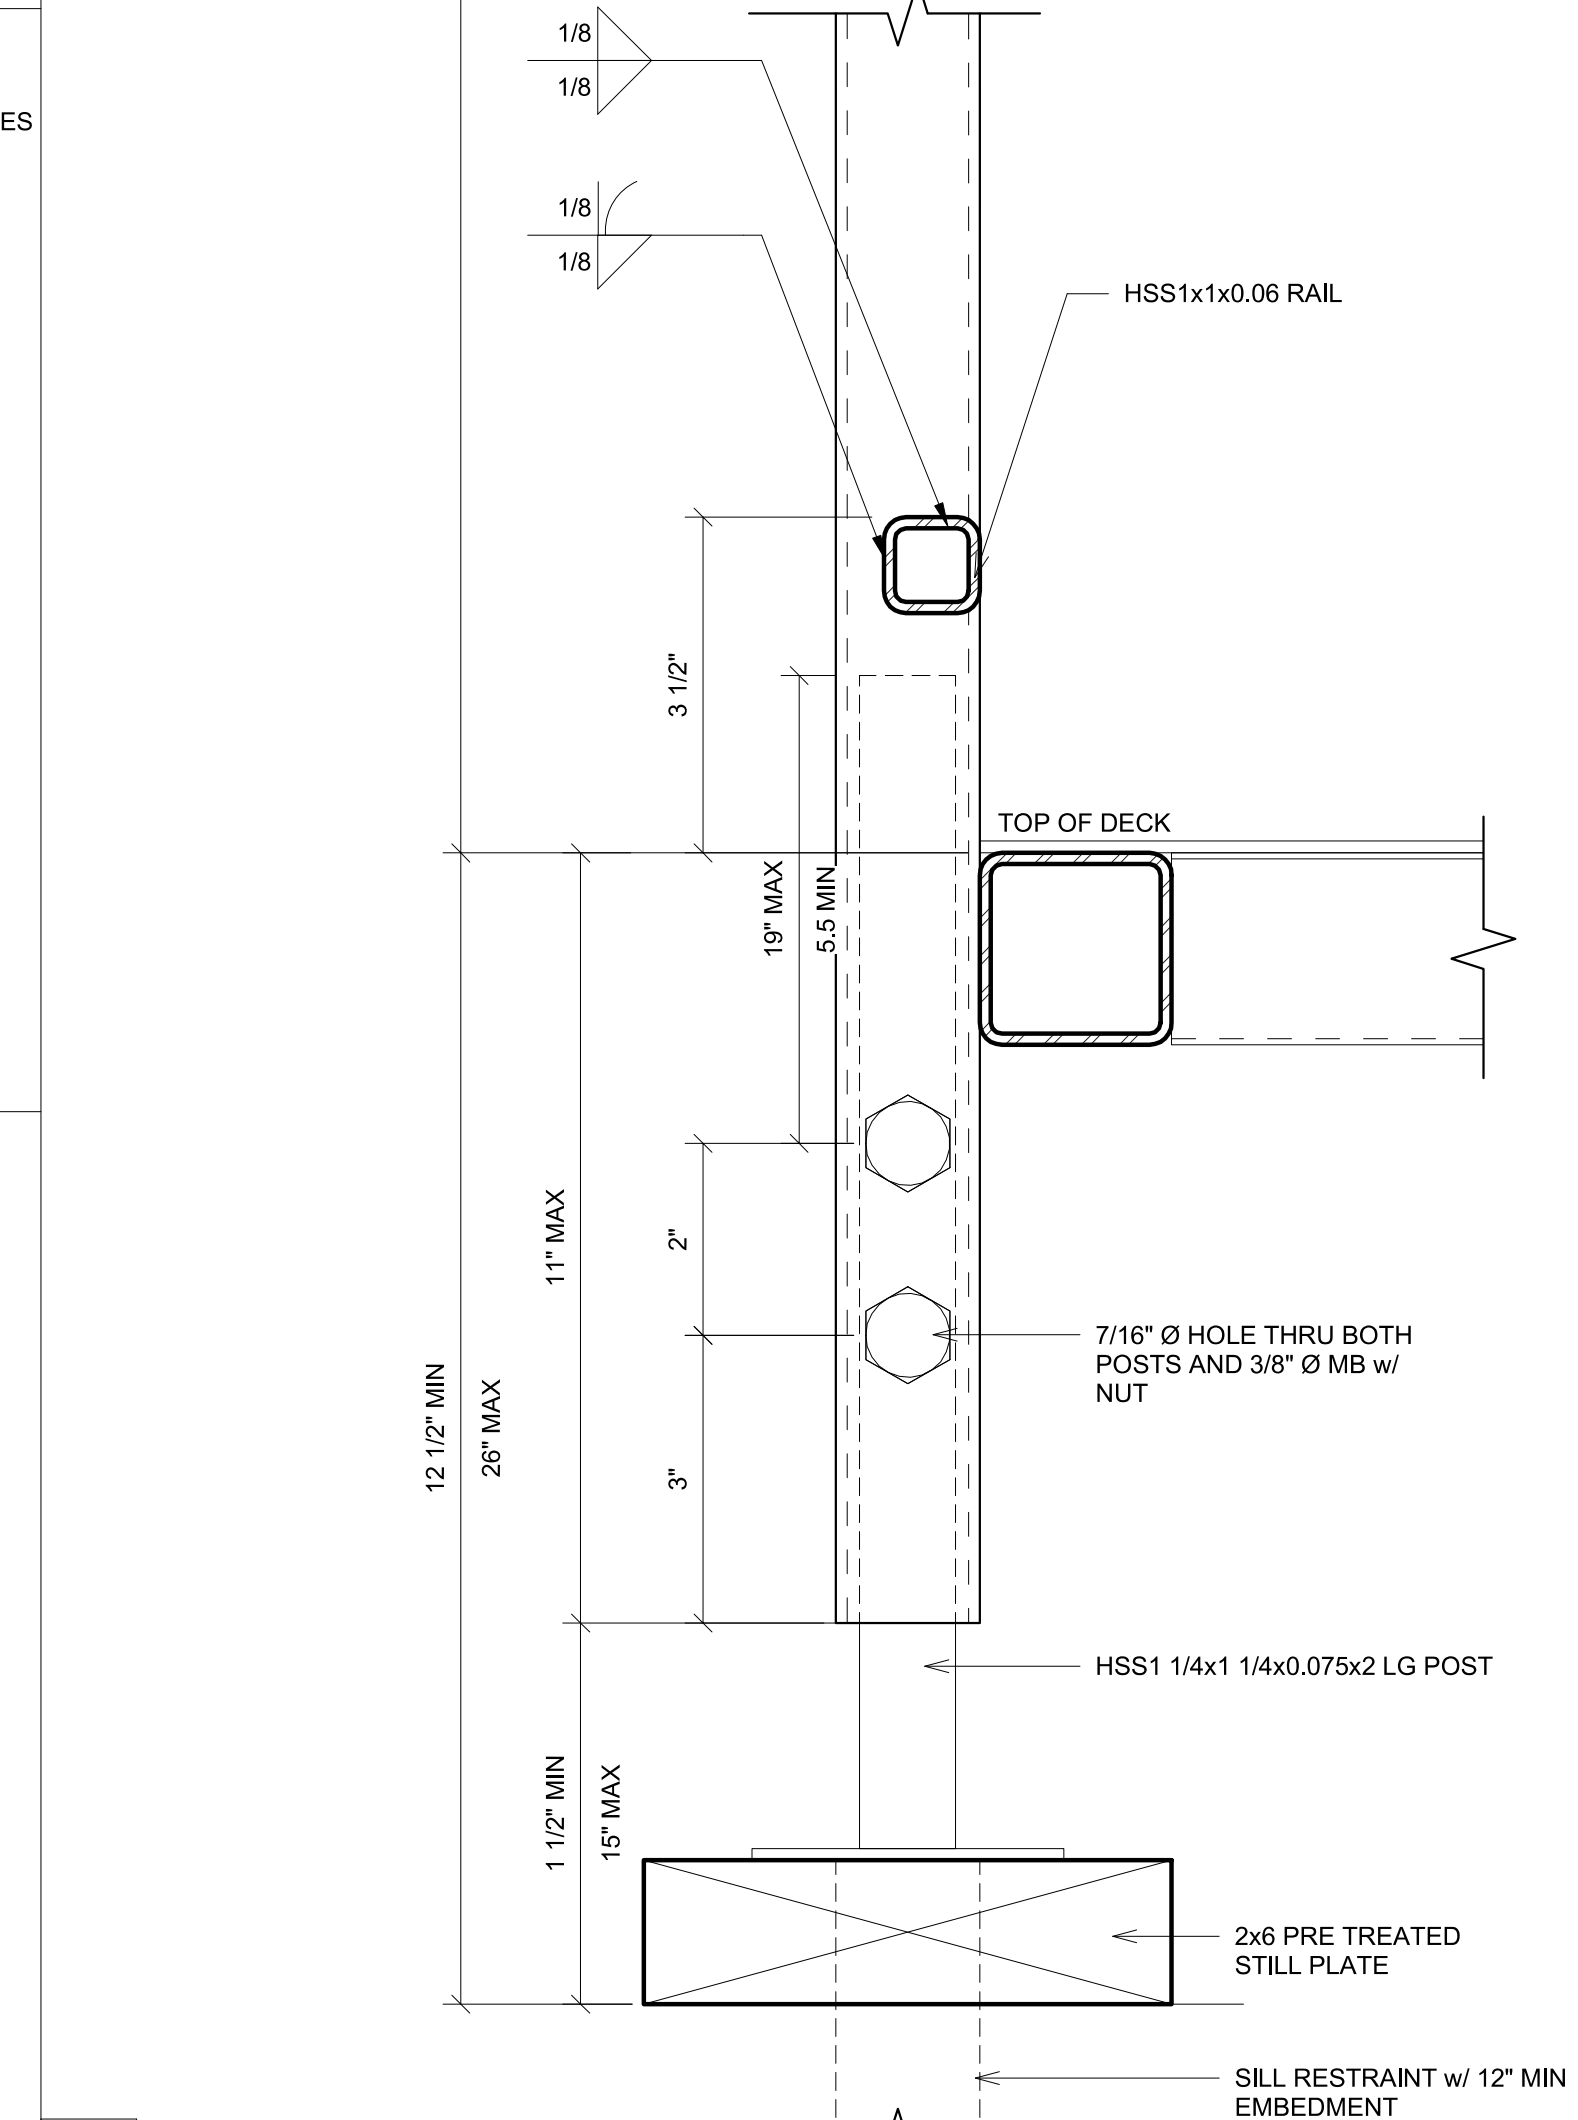 1/8
1/8
ES
1/8
1/8
HSS1x1x0.06 RAIL
3 1/2"
TOP OF DECK
19" MAX
5.5 MIN
11" MAX
2"
7/16" Ø HOLE THRU BOTH
POSTS AND 3/8" Ø MB w/
NUT
12 1/2" MIN
26" MAX
3"
HSS1 1/4x1 1/4x0.075x2 LG POST
1 1/2" MIN
15" MAX
2x6 PRE TREATED
STILL PLATE
SILL RESTRAINT w/ 12" MIN
EMBEDMENT